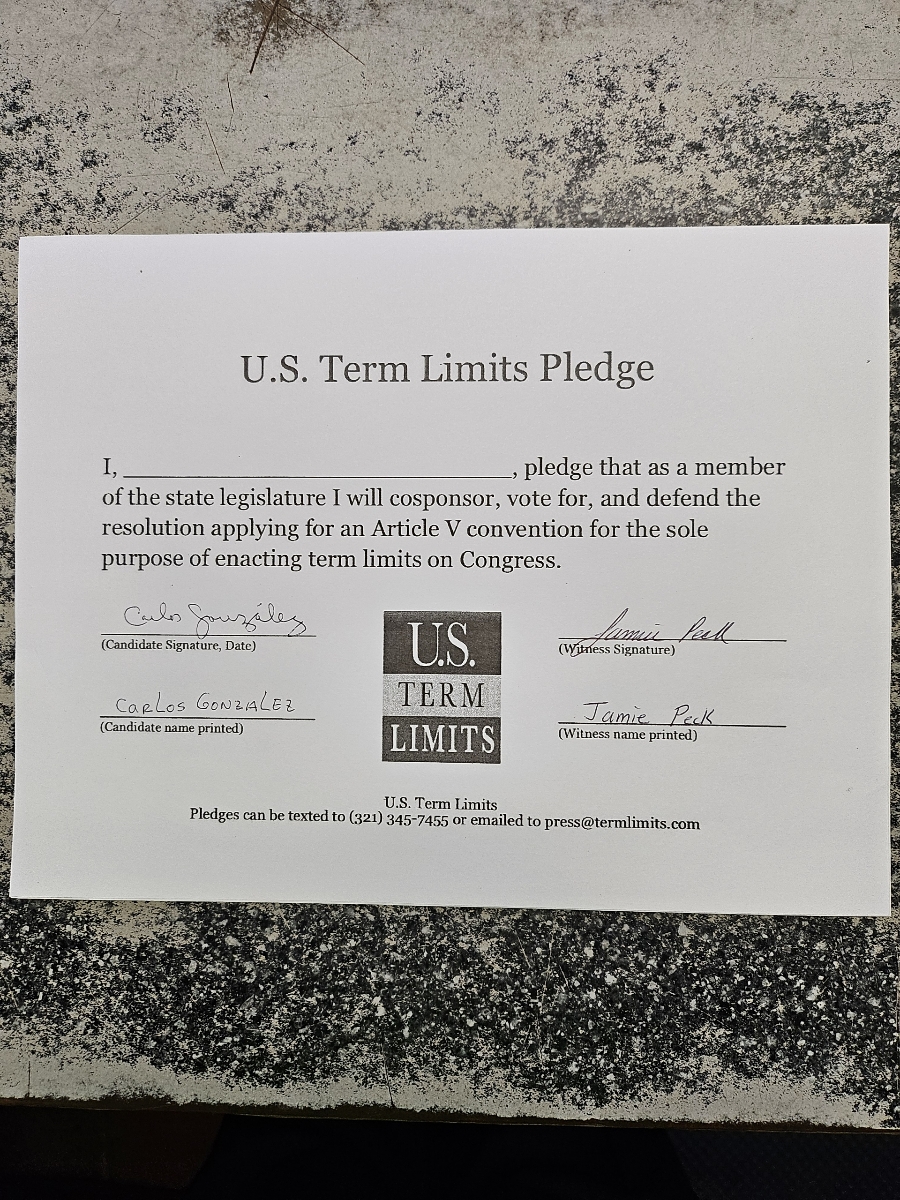 U.S. Term Limits Pledge
I, ______________________________, pledge that as a member
of the state legislature I will cosponsor, vote for, and defend the
resolution applying for an Article V convention for the sole
purpose of enacting term limits on Congress.
Carlos González
(Candidate Signature, Date)
CARLOS GONZALEZ
(Candidate name printed)
U.S.
TERM
LIMITS
Jamie Peck
(Witness Signature)
Jamie Peck
(Witness name printed)
U.S. Term Limits
Pledges can be texted to (321) 345-7455 or emailed to press@termlimits.com